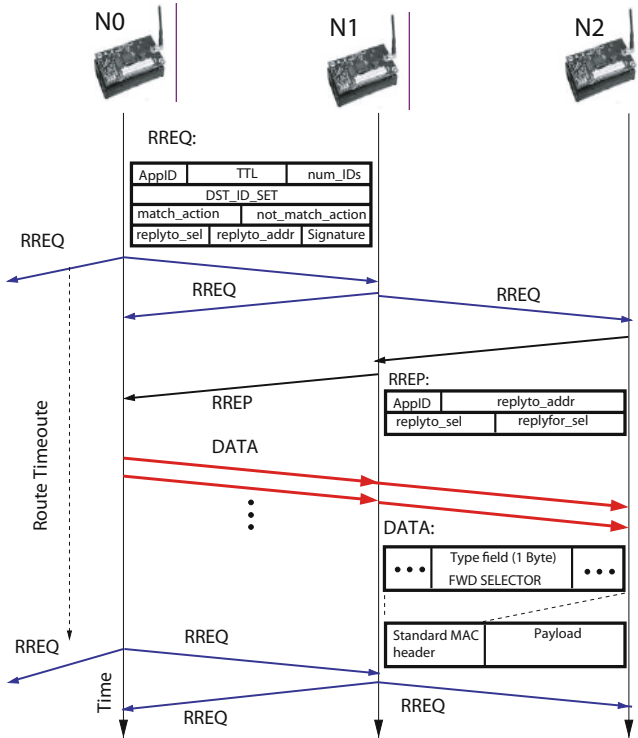 N0
N1
N2
RREQ:
AppID TTL num_IDs
DST_ID_SET
match_action not_match_action
replyto_sel replyto_addr Signature
RREQ
RREQ
RREQ
RREP:
AppID replyto_addr
replyto_sel replyfor_sel
RREP
DATA
Route Timeoute
DATA:
Type field (1 Byte)
FWD SELECTOR
Standard MAC
header
Payload
RREQ
RREQ
Time
RREQ
RREQ